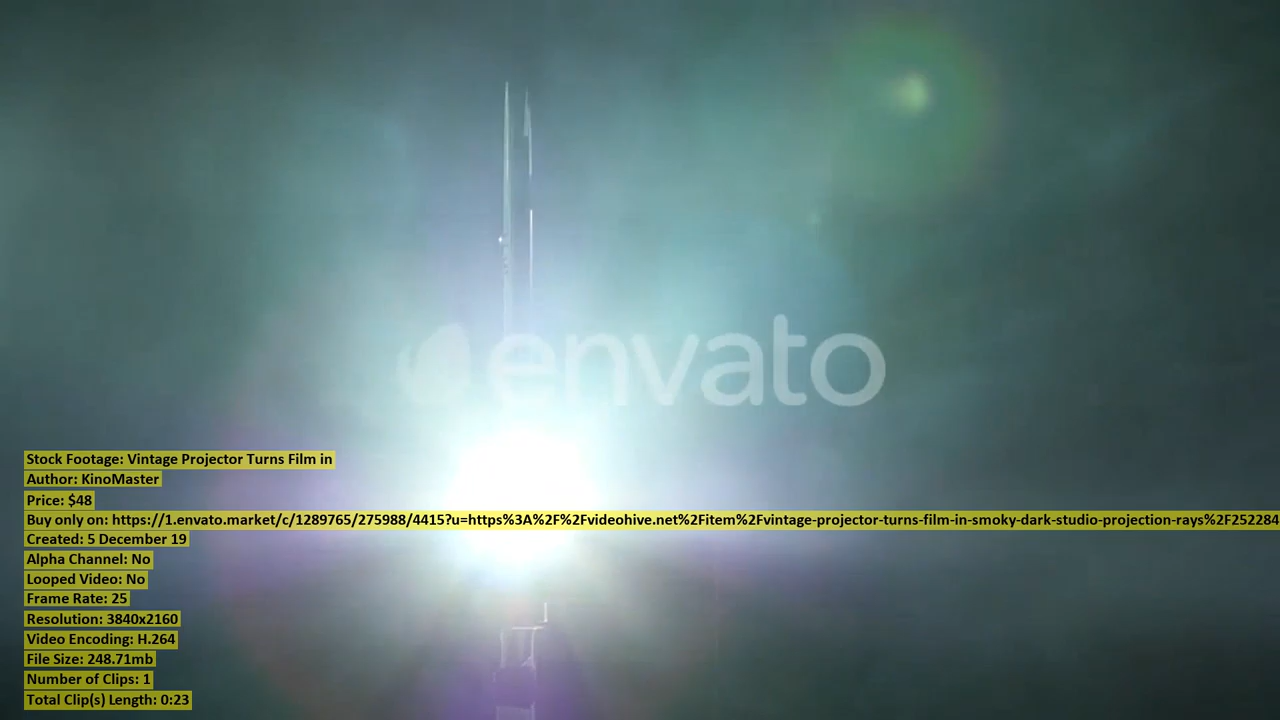 envato
Stock Footage: Vintage Projector Turns Film in
Author: KinoMaster
Price: $48
Buy only on: https://1.envato.market/c/1289765/275988/4415?u=https%3A%2F%2Fvideohive.net%2Fitem%2Fvintage-projector-turns-film-in-smoky-dark-studio-projection-rays%2F252284
Created: 5 December 19
Alpha Channel: No
Looped Video: No
Frame Rate: 25
Resolution: 3840x2160
Video Encoding: H.264
File Size: 248.71mb
Number of Clips: 1
Total Clip(s) Length: 0:23